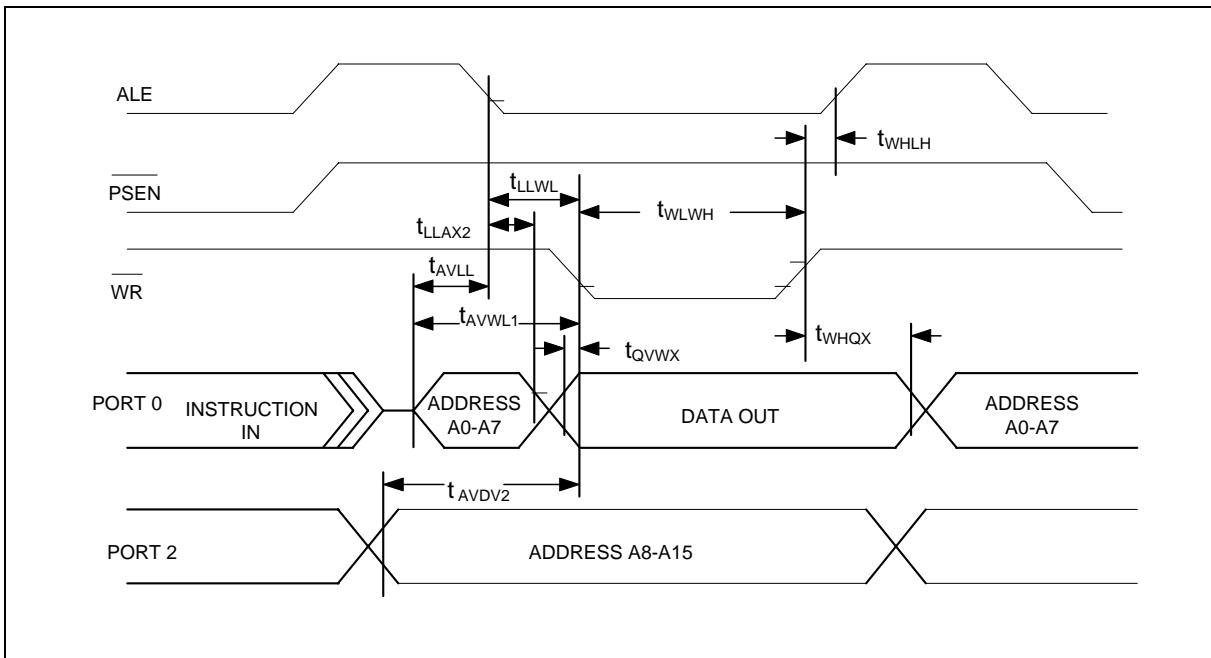 ALE
tWHLH
PSEN
tLLWL
tWLWH
tLLAX2
tAVLL
WR
tAVWL1
tWHQX
tQVWX
PORT 0
INSTRUCTION
IN
ADDRESS
A0-A7
DATA OUT
ADDRESS
A0-A7
tAVDV2
PORT 2
ADDRESS A8-A15